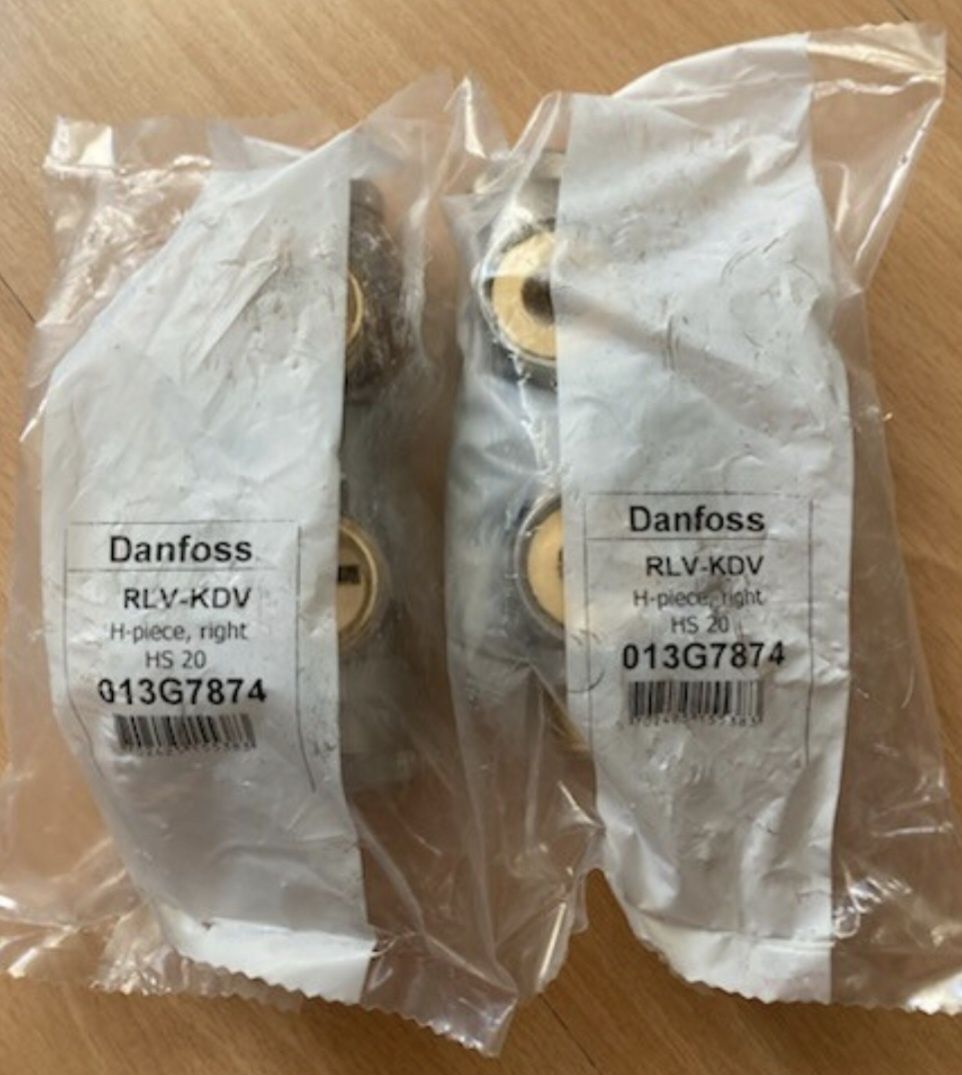 Danfoss
RLV-KDV
H-piece, right
HS 20
013G7874
Danfoss
RLV-KDV
H-piece, right
HS 20
013G7874